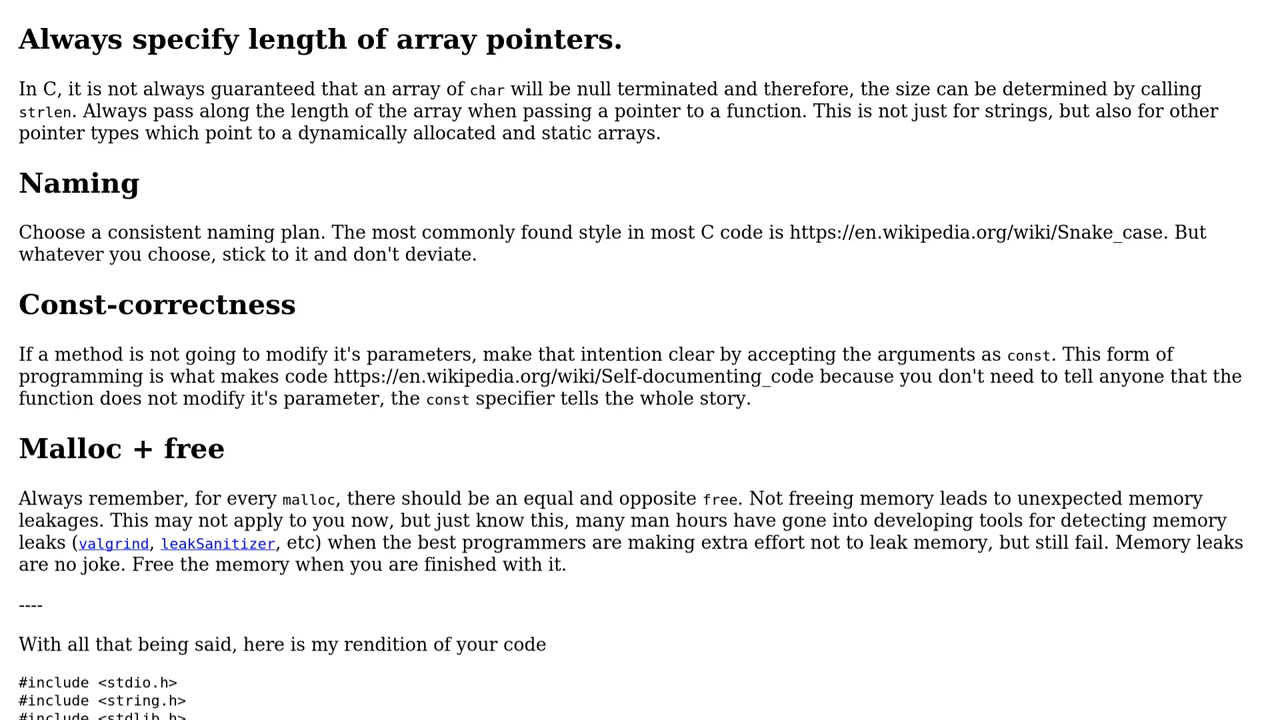 Always specify length of array pointers.
In C, it is not always guaranteed that an array of char will be null terminated and therefore, the size can be determined by calling
strlen. Always pass along the length of the array when passing a pointer to a function. This is not just for strings, but also for other
pointer types which point to a dynamically allocated and static arrays.
Naming
Choose a consistent naming plan. The most commonly found style in most C code is https://en.wikipedia.org/wiki/Snake_case. But
whatever you choose, stick to it and don't deviate.
Const-correctness
If a method is not going to modify it's parameters, make that intention clear by accepting the arguments as const. This form of
programming is what makes code https://en.wikipedia.org/wiki/Self-documenting_code because you don't need to tell anyone that the
function does not modify it's parameter, the const specifier tells the whole story.
Malloc + free
Always remember, for every malloc, there should be an equal and opposite free. Not freeing memory leads to unexpected memory
leakages. This may not apply to you now, but just know this, many man hours have gone into developing tools for detecting memory
leaks (valgrind, leakSanitizer, etc) when the best programmers are making extra effort not to leak memory, but still fail. Memory leaks
are no joke. Free the memory when you are finished with it.
----
With all that being said, here is my rendition of your code
#include <stdio.h>
#include <string.h>
#include <stdlib.h>